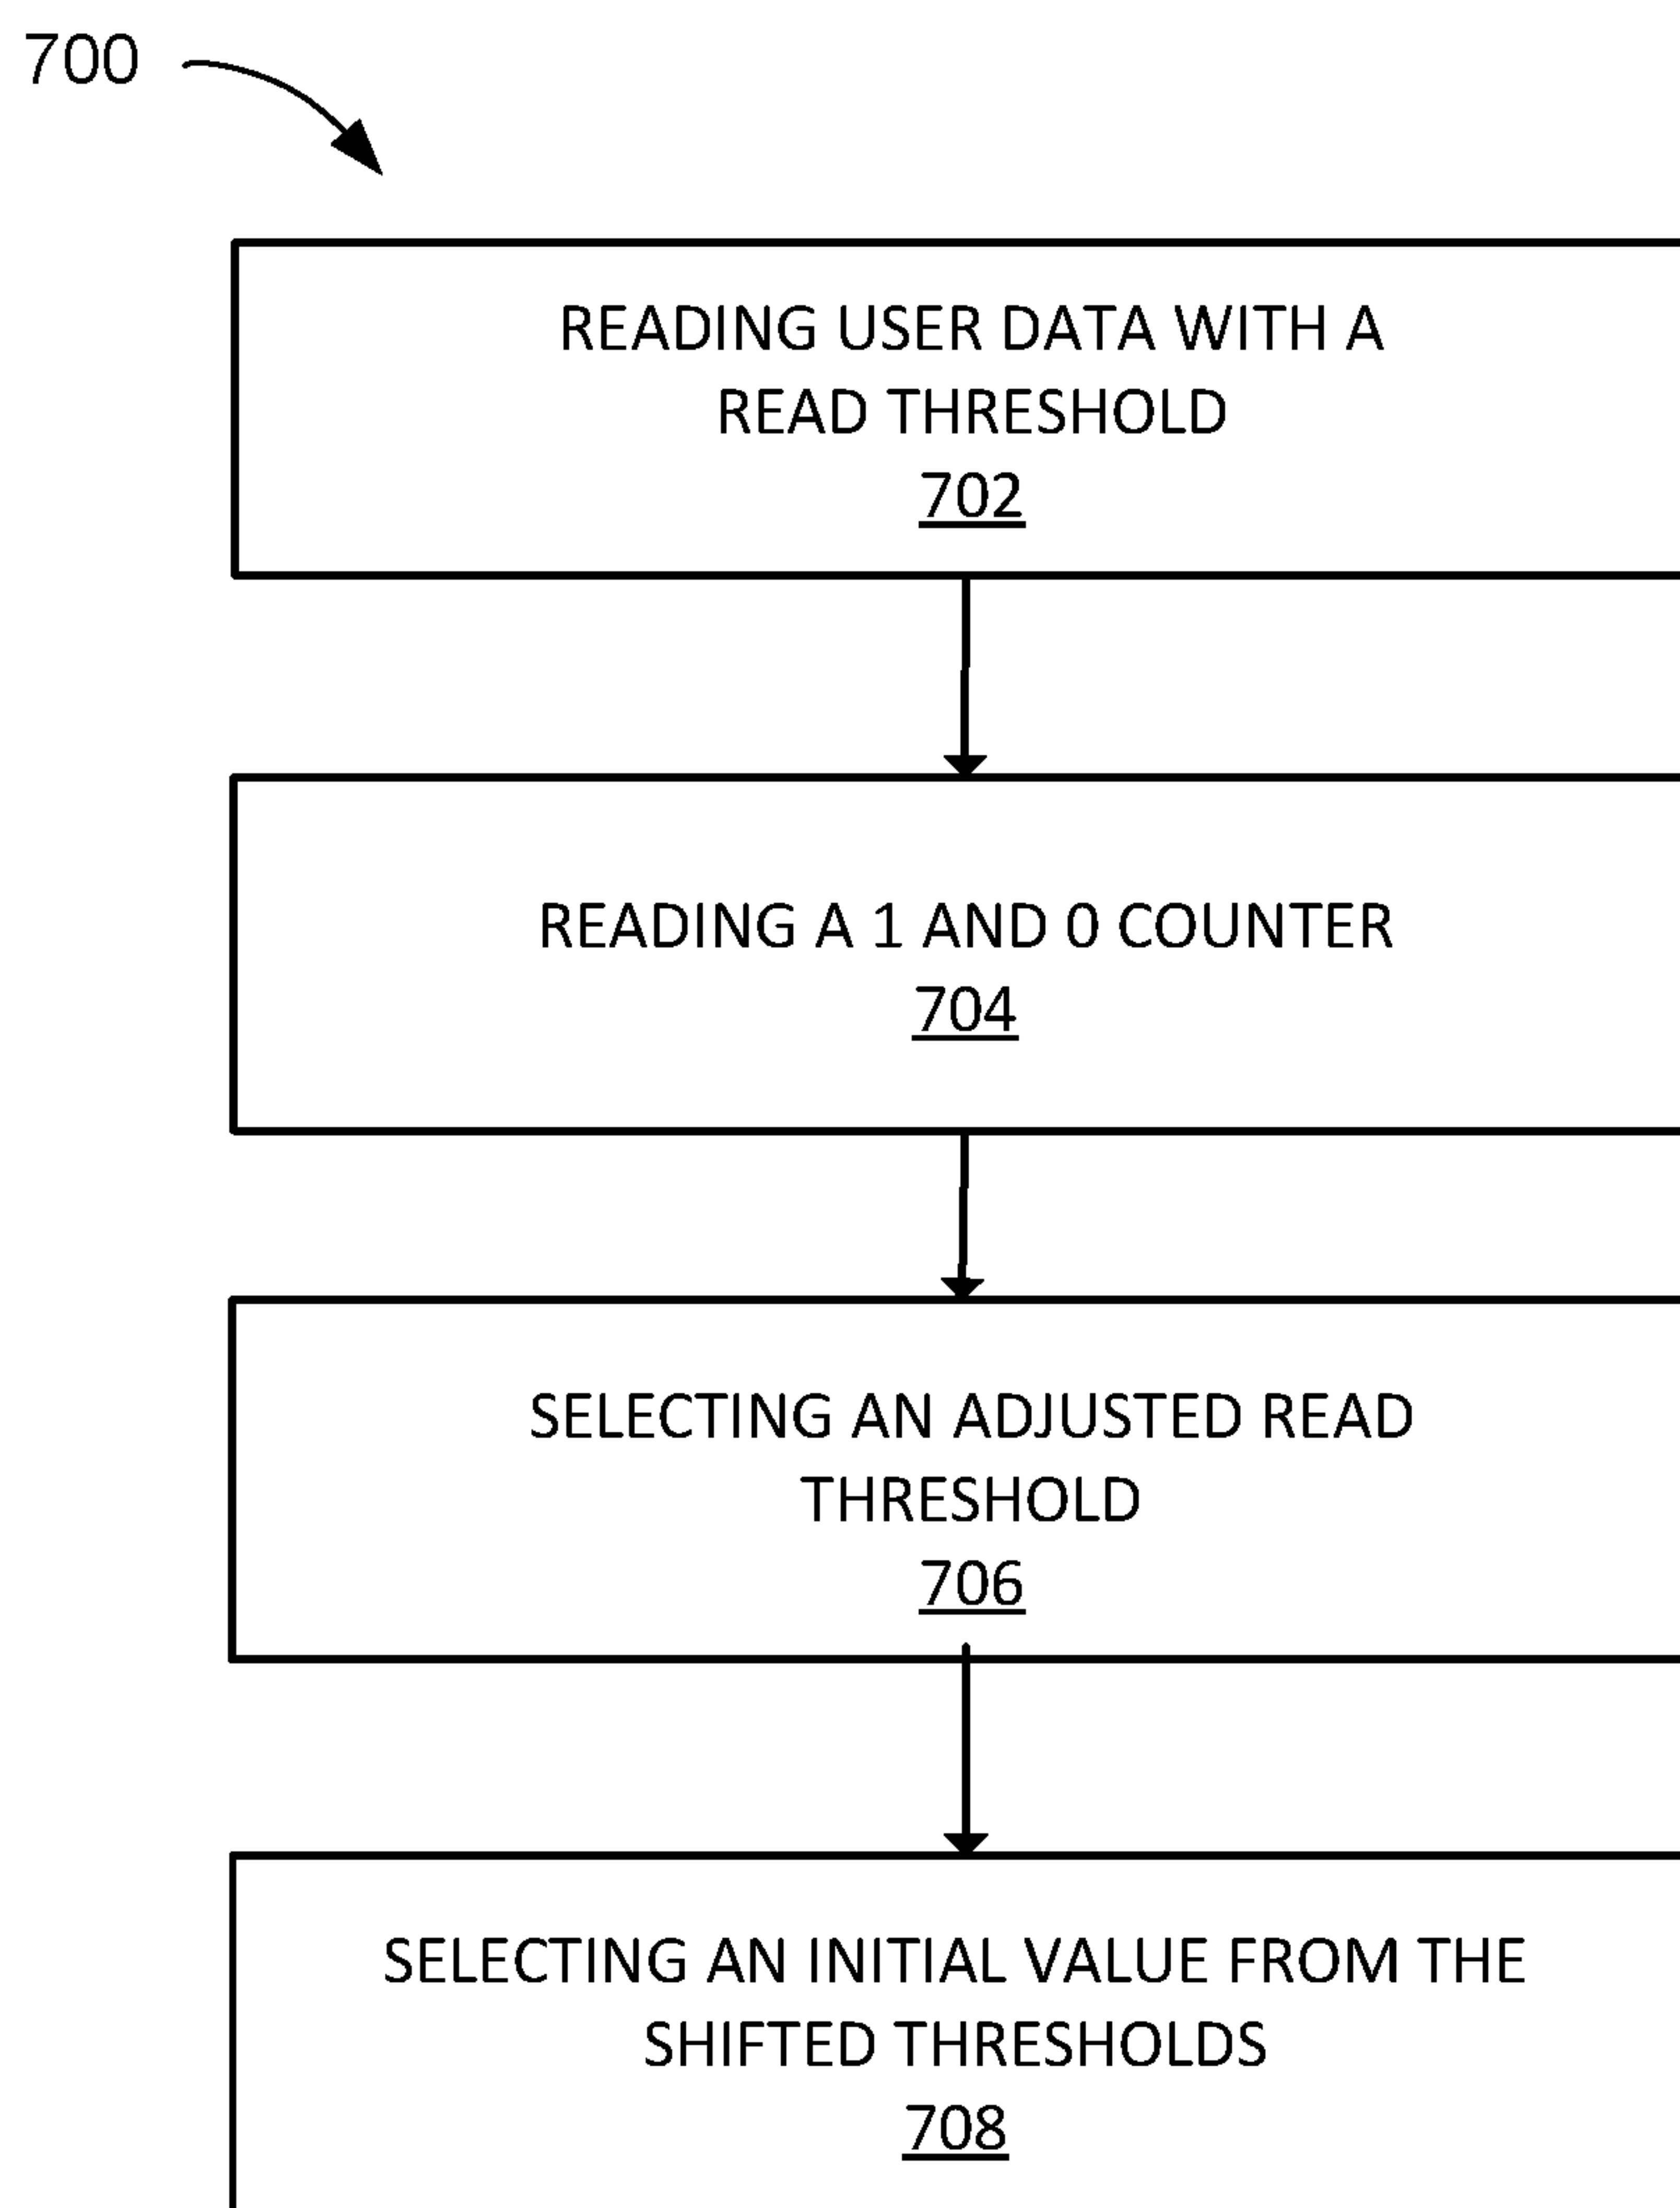 700
READING USER DATA WITH A
READ THRESHOLD
702
READING A 1 AND 0 COUNTER
704
SELECTING AN ADJUSTED READ
THRESHOLD
706
SELECTING AN INITIAL VALUE FROM THE
SHIFTED THRESHOLDS
708